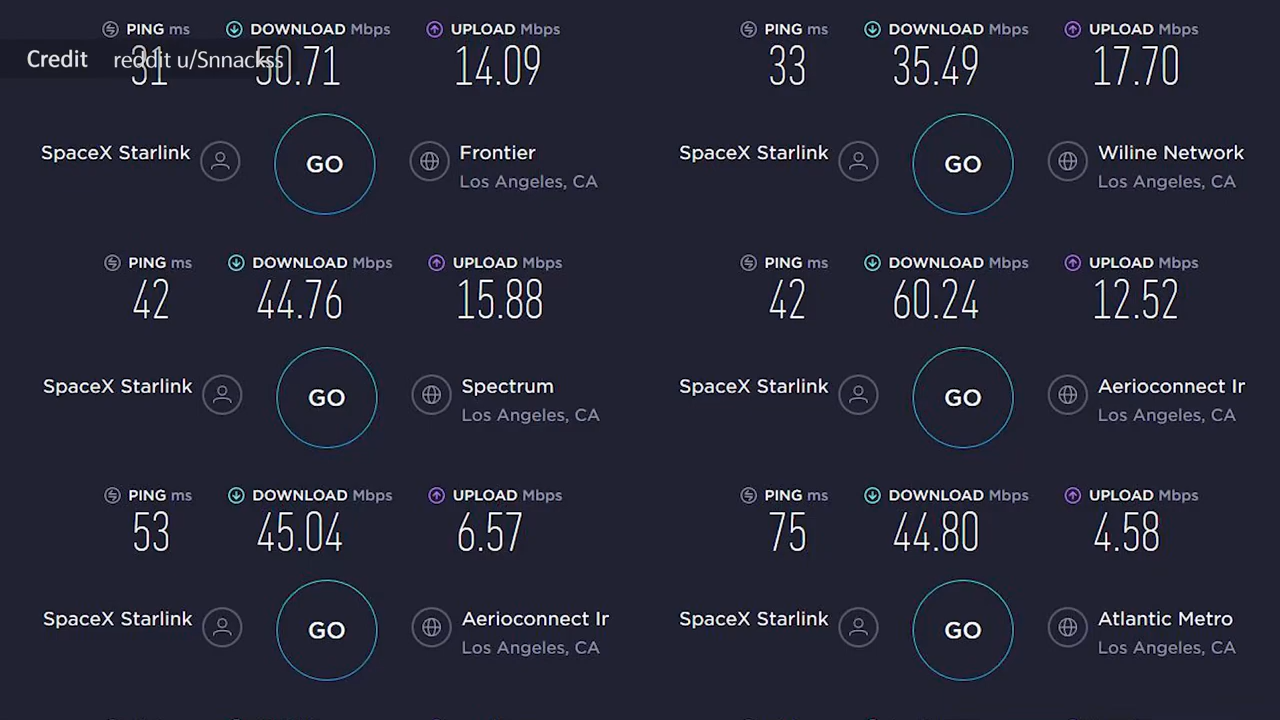 PING ms DOWNLOAD Mbps UPLOAD Mbps PING ms DOWNLOAD Mbps UPLOAD Mbps
Credit reddit u/Snnackss
31 50.71 14.09 33 35.49 17.70
SpaceX Starlink GO Frontier SpaceX Starlink GO Wiline Network
Los Angeles, CA Los Angeles, CA
PING ms DOWNLOAD Mbps UPLOAD Mbps PING ms DOWNLOAD Mbps UPLOAD Mbps
42 44.76 15.88 42 60.24 12.52
SpaceX Starlink GO Spectrum SpaceX Starlink GO Aerioconnect Ir
Los Angeles, CA Los Angeles, CA
PING ms DOWNLOAD Mbps UPLOAD Mbps PING ms DOWNLOAD Mbps UPLOAD Mbps
53 45.04 6.57 75 44.80 4.58
SpaceX Starlink GO Aerioconnect Ir SpaceX Starlink GO Atlantic Metro
Los Angeles, CA Los Angeles, CA